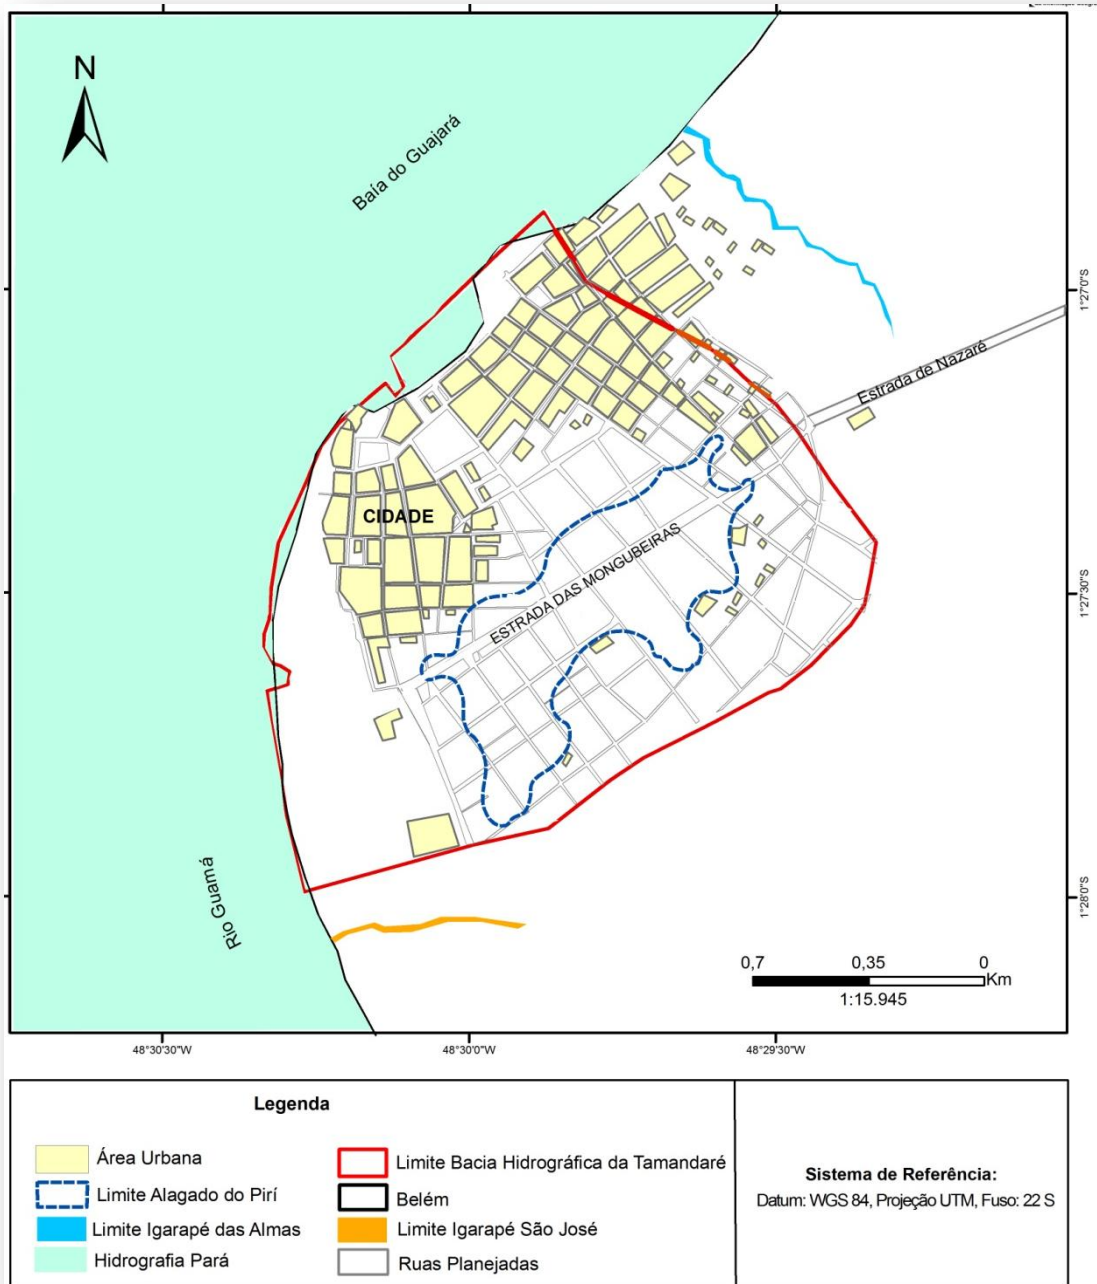 N
Baía do Guajará
1°27'0"S
Estrada de Nazaré
CIDADE
ESTRADA DAS MONGUBEIRAS
1°27'30"S
Rio Guamá
1°28'0"S
0,7 0,35 0
Km
1:15.945
48°30'30"W 48°30'0"W 48°29'30"W
Legenda
Área Urbana
Limite Alagado do Pirí
Limite Igarapé das Almas
Hidrografia Pará
Limite Bacia Hidrográfica da Tamandaré
Belém
Limite Igarapé São José
Ruas Planejadas
Sistema de Referência:
Datum: WGS 84, Projeção UTM, Fuso: 22 S